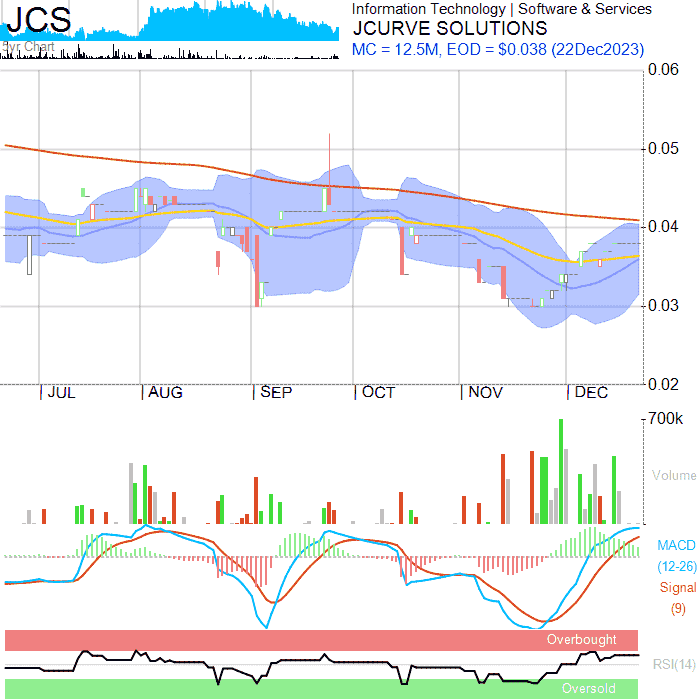 JCS
Information Technology | Software & Services
JCURVE SOLUTIONS
5yr Chart
MC = 12.5M, EOD = $0.038 (22Dec2023)
0.06
0.05
0.04
0.03
0.02
JUL AUG SEP OCT NOV DEC
700k
Volume
MACD
(12-26)
Signal
(9)
Overbought
RSI(14)
Oversold